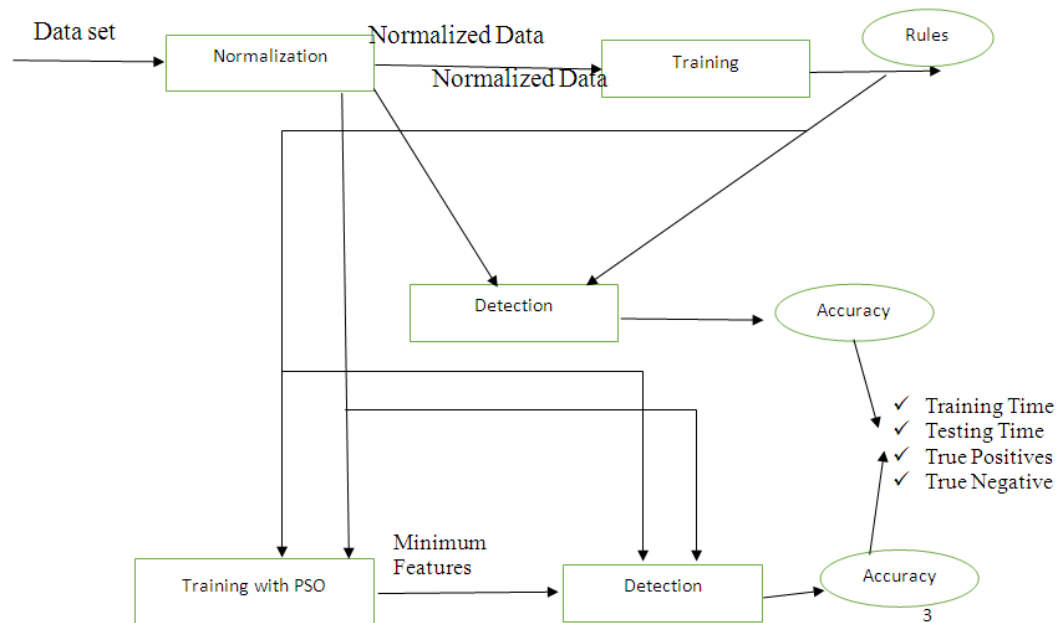 Data set
Normalization
Normalized Data
Normalized Data
Training
Rules
Detection
Accuracy
✓ Training Time
✓ Testing Time
✓ True Positives
✓ True Negative
Training with PSO
Minimum
Features
Detection
Accuracy
3